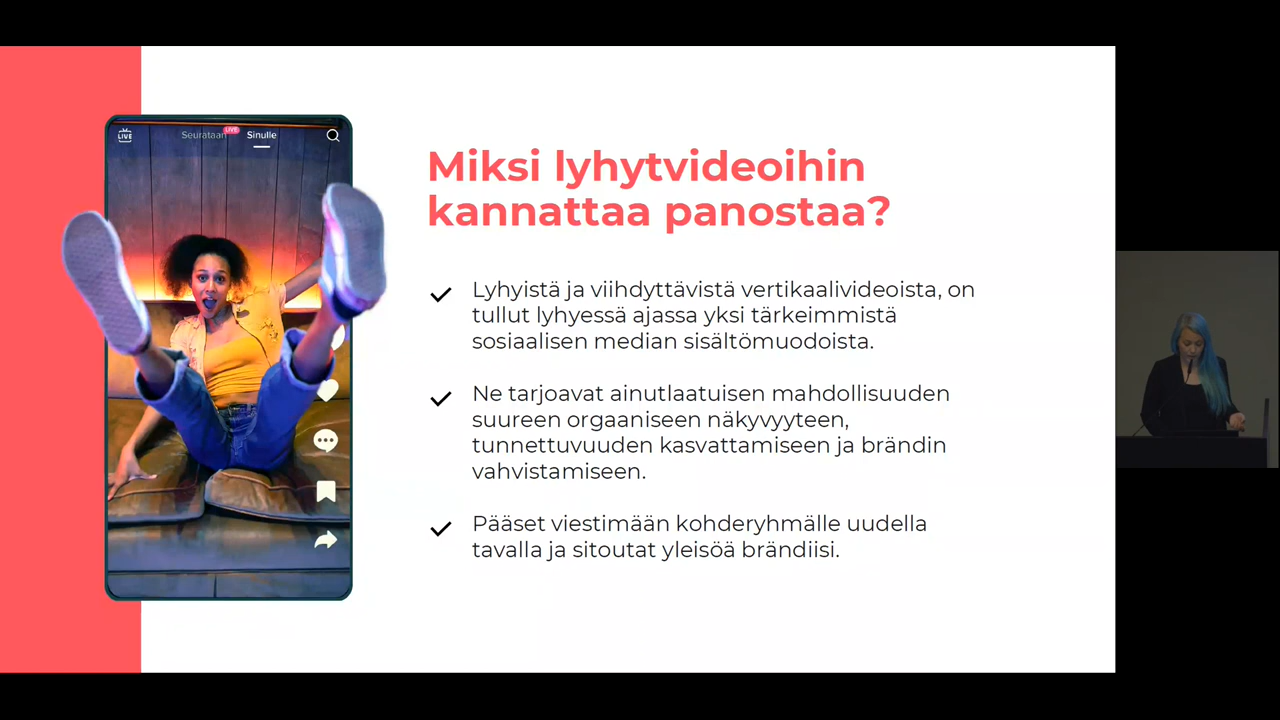 LIVE
Seurataan
LIVE
Sinulle
Miksi lyhytvideoihin
kannattaa panostaa?
Lyhyistä ja viihdyttävistä vertikaalivideoista, on
tullut lyhyessä ajassa yksi tärkeimmistä
sosiaalisen median sisältömuodoista.
Ne tarjoavat ainutlaatuisen mahdollisuuden
suureen orgaaniseen näkyvyyteen,
tunnettuvuuden kasvattamiseen ja brändin
vahvistamiseen.
Pääset viestimään kohderyhmälle uudella
tavalla ja sitoutat yleisöä brändiisi.